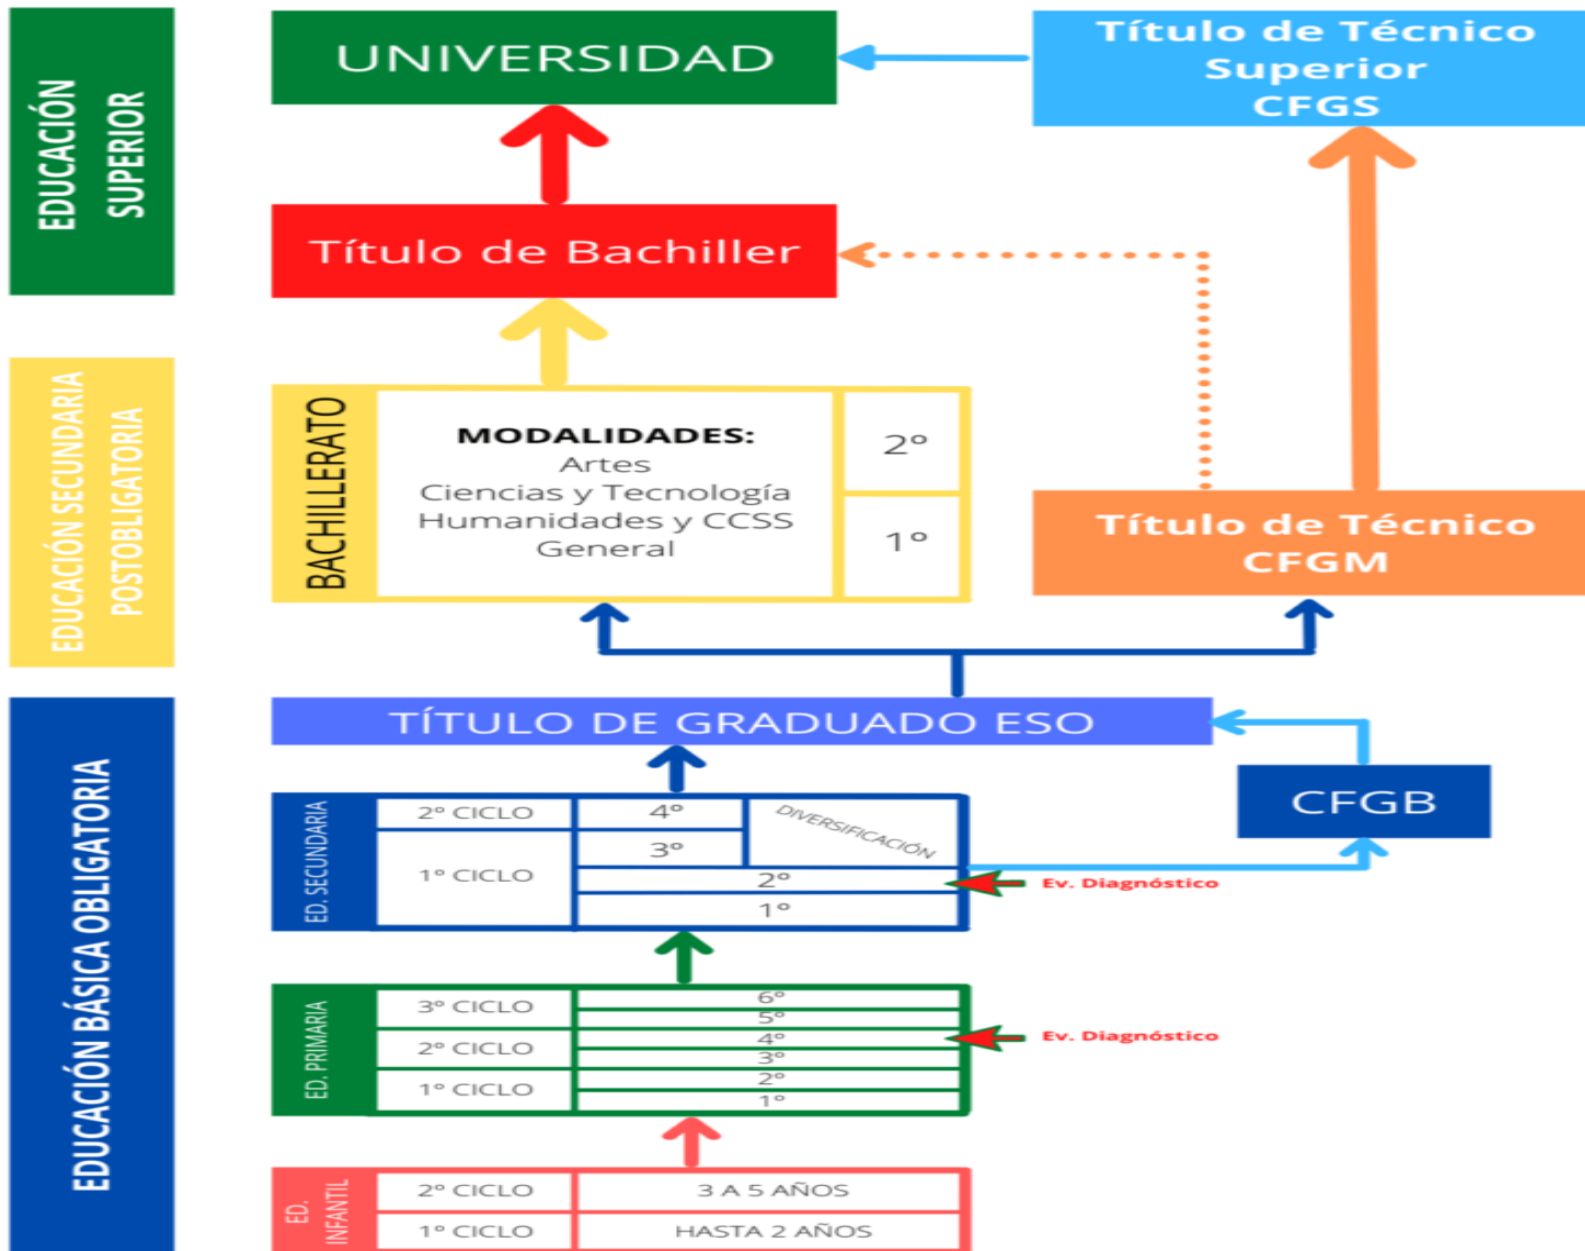 EDUCACIÓN
SUPERIOR
UNIVERSIDAD
Título de Técnico
Superior
CFGS
Título de Bachiller
EDUCACIÓN SECUNDARIA
POSTOBLIGATORIA
BACHILLERATO
MODALIDADES:
Artes
Ciencias y Tecnología
Humanidades y CCSS
General
2º
1º
Título de Técnico
CFGM
EDUCACIÓN BÁSICA OBLIGATORIA
TÍTULO DE GRADUADO ESO
CFGB
ED. SECUNDARIA
2º CICLO
4º
DIVERSIFICACIÓN
1º CICLO
3º
2º
Ev. Diagnóstico
1º
ED. PRIMARIA
3º CICLO
6º
5º
2º CICLO
4º
Ev. Diagnóstico
3º
1º CICLO
2º
1º
ED.
INFANTIL
2º CICLO
3 A 5 AÑOS
1º CICLO
HASTA 2 AÑOS